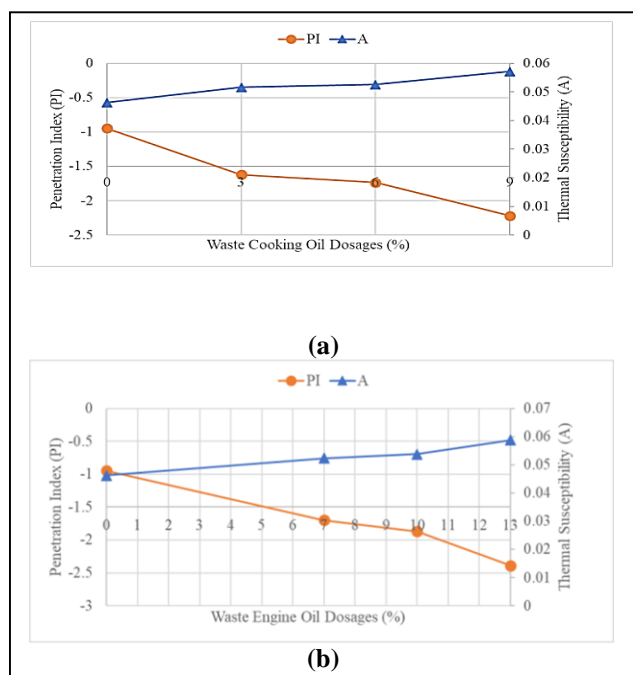 PI A
Penetration Index (PI)
0
-0.5
-1
-1.5
-2
-2.5
0 3 6 9
0.06
0.05
0.04
0.03
0.02
0.01
0
Thermal Susceptibility (A)
Waste Cooking Oil Dosages (%)
(a)
PI A
Penetration Index (PI)
0
-0.5
-1
-1.5
-2
-2.5
-3
0 1 2 3 4 5 6 7 8 9 10 11 12 13
0.07
0.06
0.05
0.04
0.03
0.02
0.01
0
Thermal Susceptibility (A)
Waste Engine Oil Dosages (%)
(b)